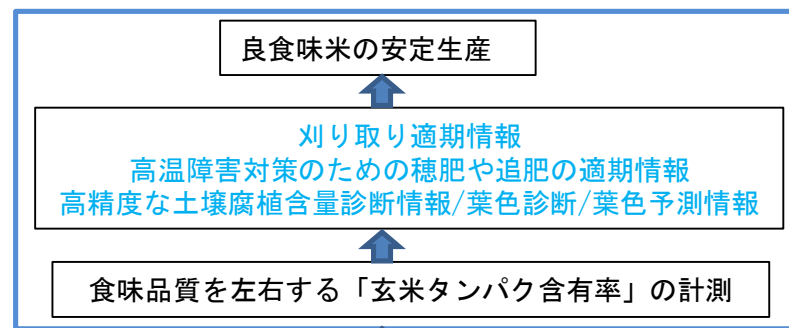 良食味米の安定生産
刈り取り適期情報
高温障害対策のための穂肥や追肥の適期情報
高精度な土壌腐植含量診断情報/葉色診断/葉色予測情報
食味品質を左右する「玄米タンパク含有率」の計測